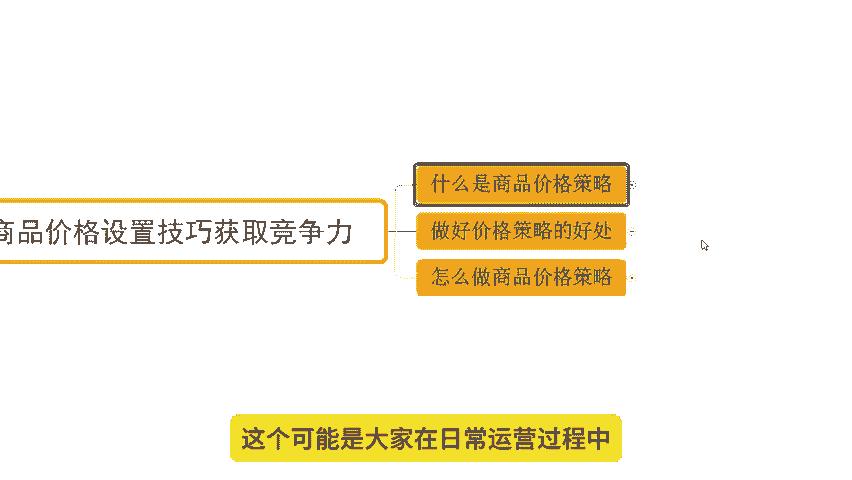 商品价格设置技巧获取竞争力
什么是商品价格策略
做好价格策略的好处
怎么做商品价格策略
这个可能是大家在日常运营过程中